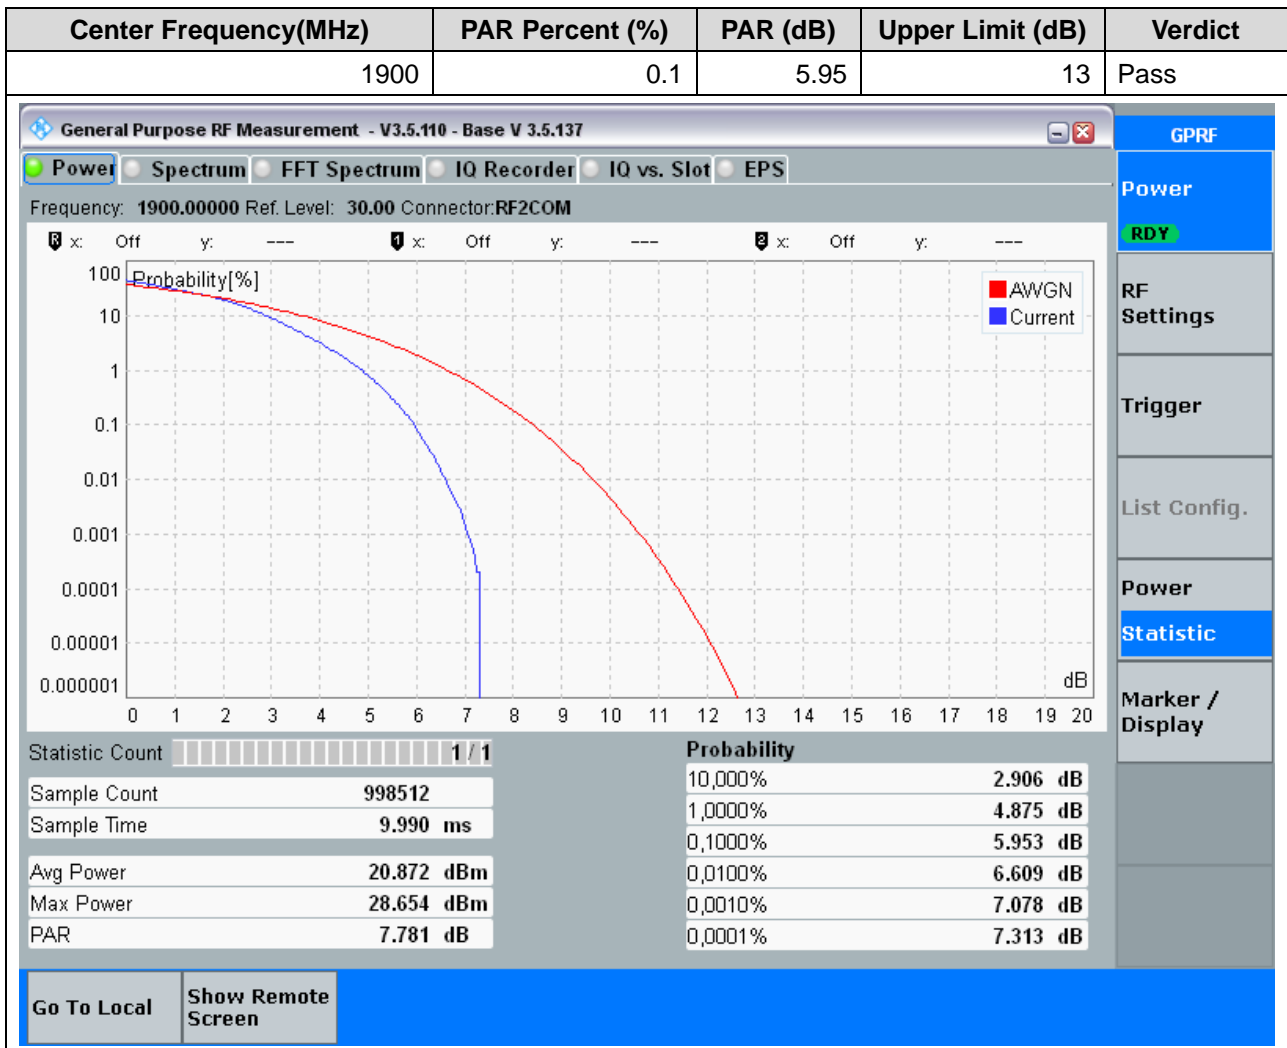 Center Frequency(MHz) PAR Percent (%) PAR (dB) Upper Limit (dB) Verdict
1900 0.1 5.95 13 Pass
General Purpose RF Measurement - V3.5.110 - Base V 3.5.137
GPRF
Power Spectrum FFT Spectrum IQ Recorder IQ vs. Slot EPS
Power
RDY
Frequency: 1900.00000 Ref. Level: 30.00 Connector:RF2COM
R x: Off y: --- 1 x: Off y: --- 2 x: Off y: ---
100 Probability[%]
AWGN
Current
10
1
0.1
0.01
0.001
0.0001
0.00001
0.000001
dB
0 1 2 3 4 5 6 7 8 9 10 11 12 13 14 15 16 17 18 19 20
RF
Settings
Trigger
List Config.
Power
Statistic
Marker /
Display
Statistic Count 1 / 1
Sample Count 998512
Sample Time 9.990 ms
Avg Power 20.872 dBm
Max Power 28.654 dBm
PAR 7.781 dB
Probability
10,000% 2.906 dB
1,0000% 4.875 dB
0,1000% 5.953 dB
0,0100% 6.609 dB
0,0010% 7.078 dB
0,0001% 7.313 dB
Go To Local
Show Remote
Screen